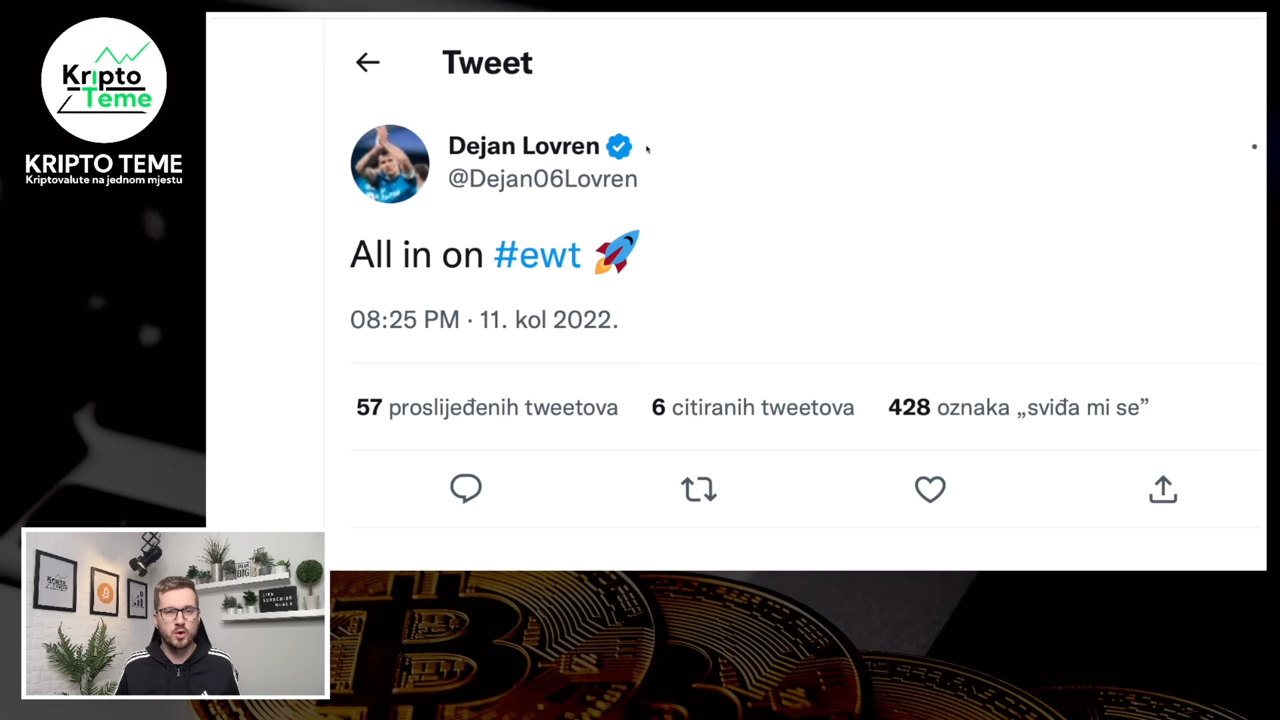 Kripto
Teme
KRIPTO TEME
Kriptovalute na jednom mjestu
Tweet
Dejan Lovren
@Dejan06Lovren
All in on #ewt 🚀
08:25 PM · 11. kol 2022.
57 proslijeđenih tweetova 6 citiranih tweetova 428 oznaka „sviđa mi se”
BIG